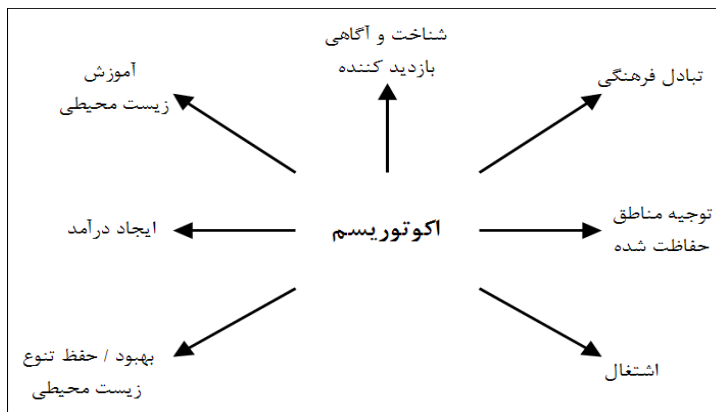 شناخت و آگاهی
بازدید کننده
تبادل فرهنگی
آموزش
زیست محیطی
توجیه مناطق
حفاظت شده
اکوتوریسم
ایجاد درآمد
اشتغال
بهبود / حفظ تنوع
زیست محیطی